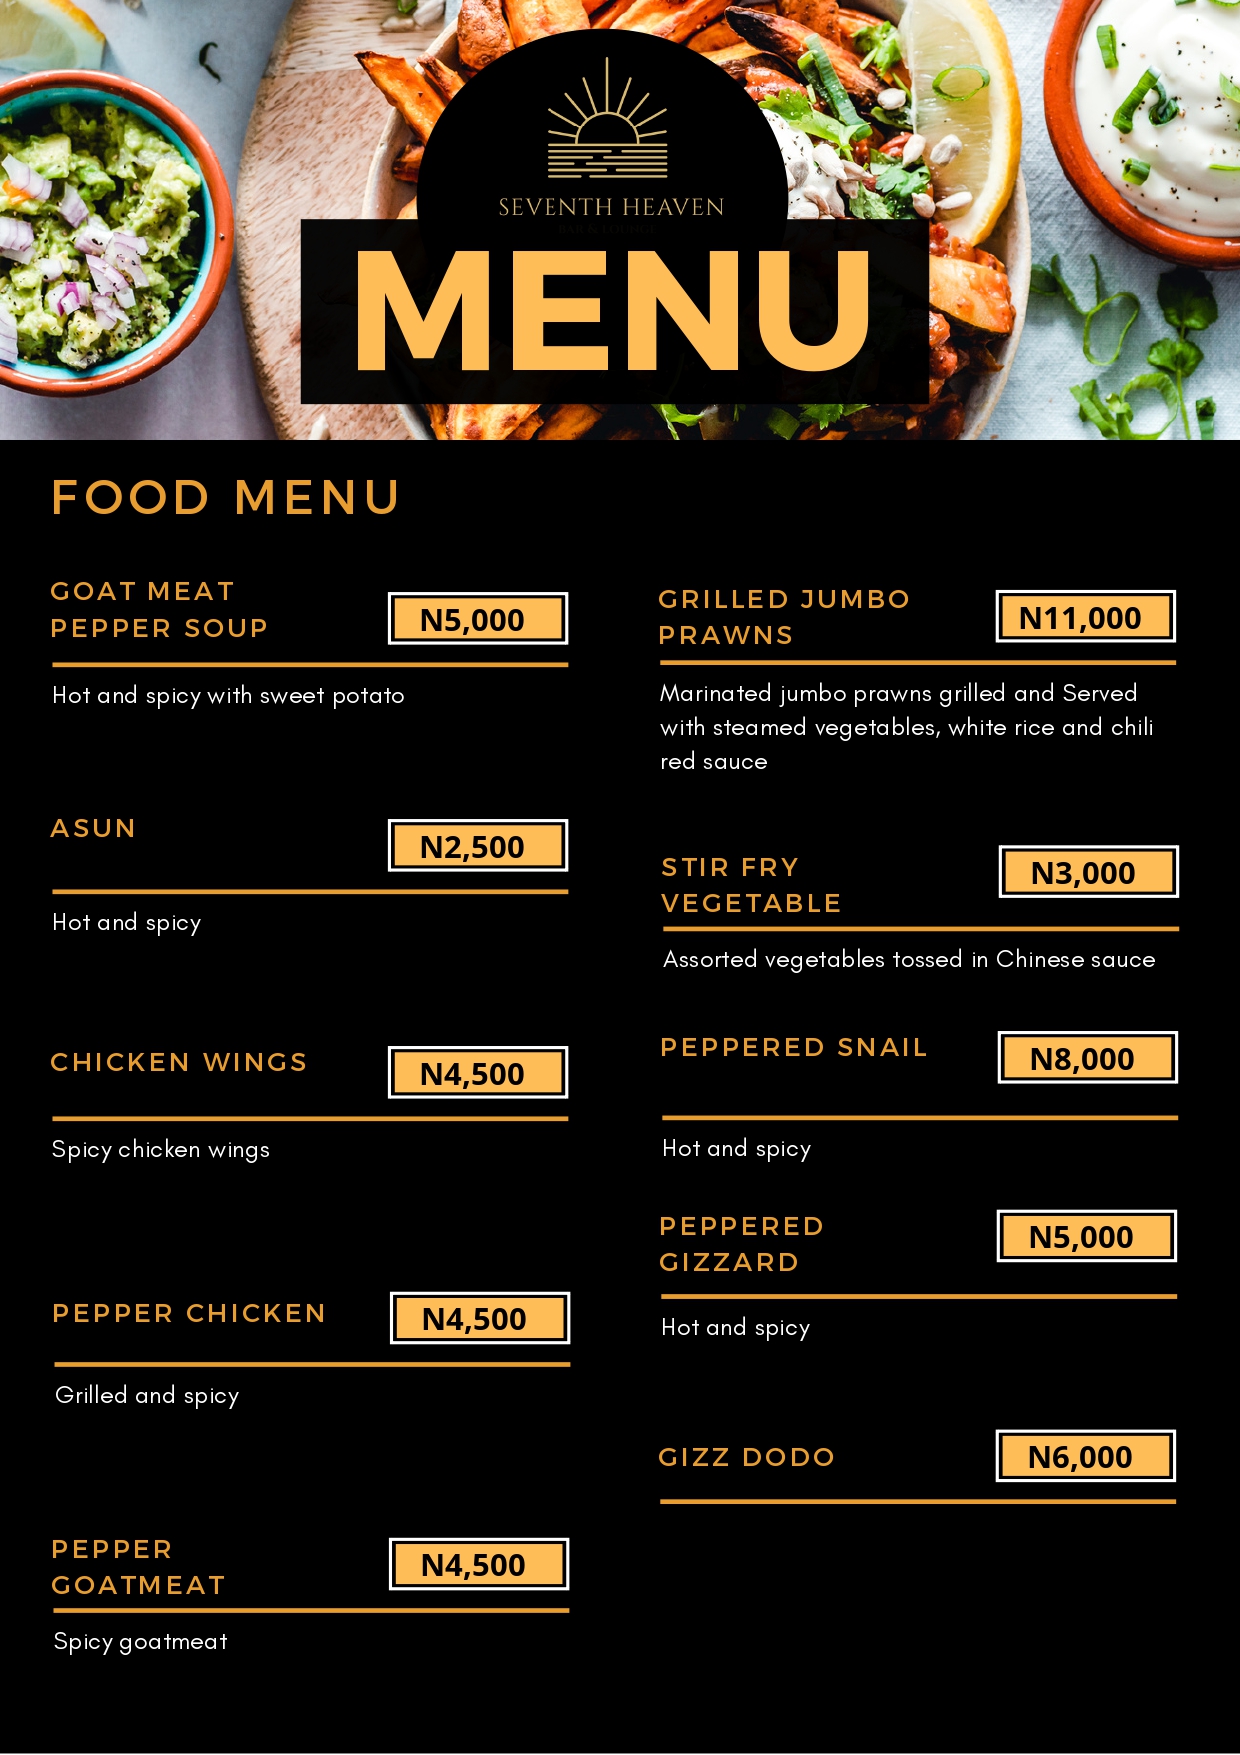 SEVENTH HEAVEN
BAR & LOUNGE
MENU
FOOD MENU
GOAT MEAT
PEPPER SOUP
N5,000
Hot and spicy with sweet potato
ASUN
N2,500
Hot and spicy
CHICKEN WINGS
N4,500
Spicy chicken wings
PEPPER CHICKEN
N4,500
Grilled and spicy
PEPPER
GOATMEAT
N4,500
Spicy goatmeat
GRILLED JUMBO
PRAWNS
N11,000
Marinated jumbo prawns grilled and Served
with steamed vegetables, white rice and chili
red sauce
STIR FRY
VEGETABLE
N3,000
Assorted vegetables tossed in Chinese sauce
PEPPERED SNAIL
N8,000
Hot and spicy
PEPPERED
GIZZARD
N5,000
Hot and spicy
GIZZ DODO
N6,000